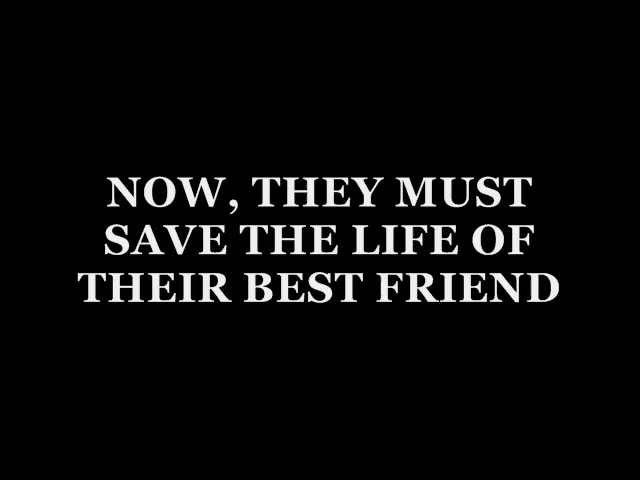 NOW, THEY MUST
SAVE THE LIFE OF
THEIR BEST FRIEND